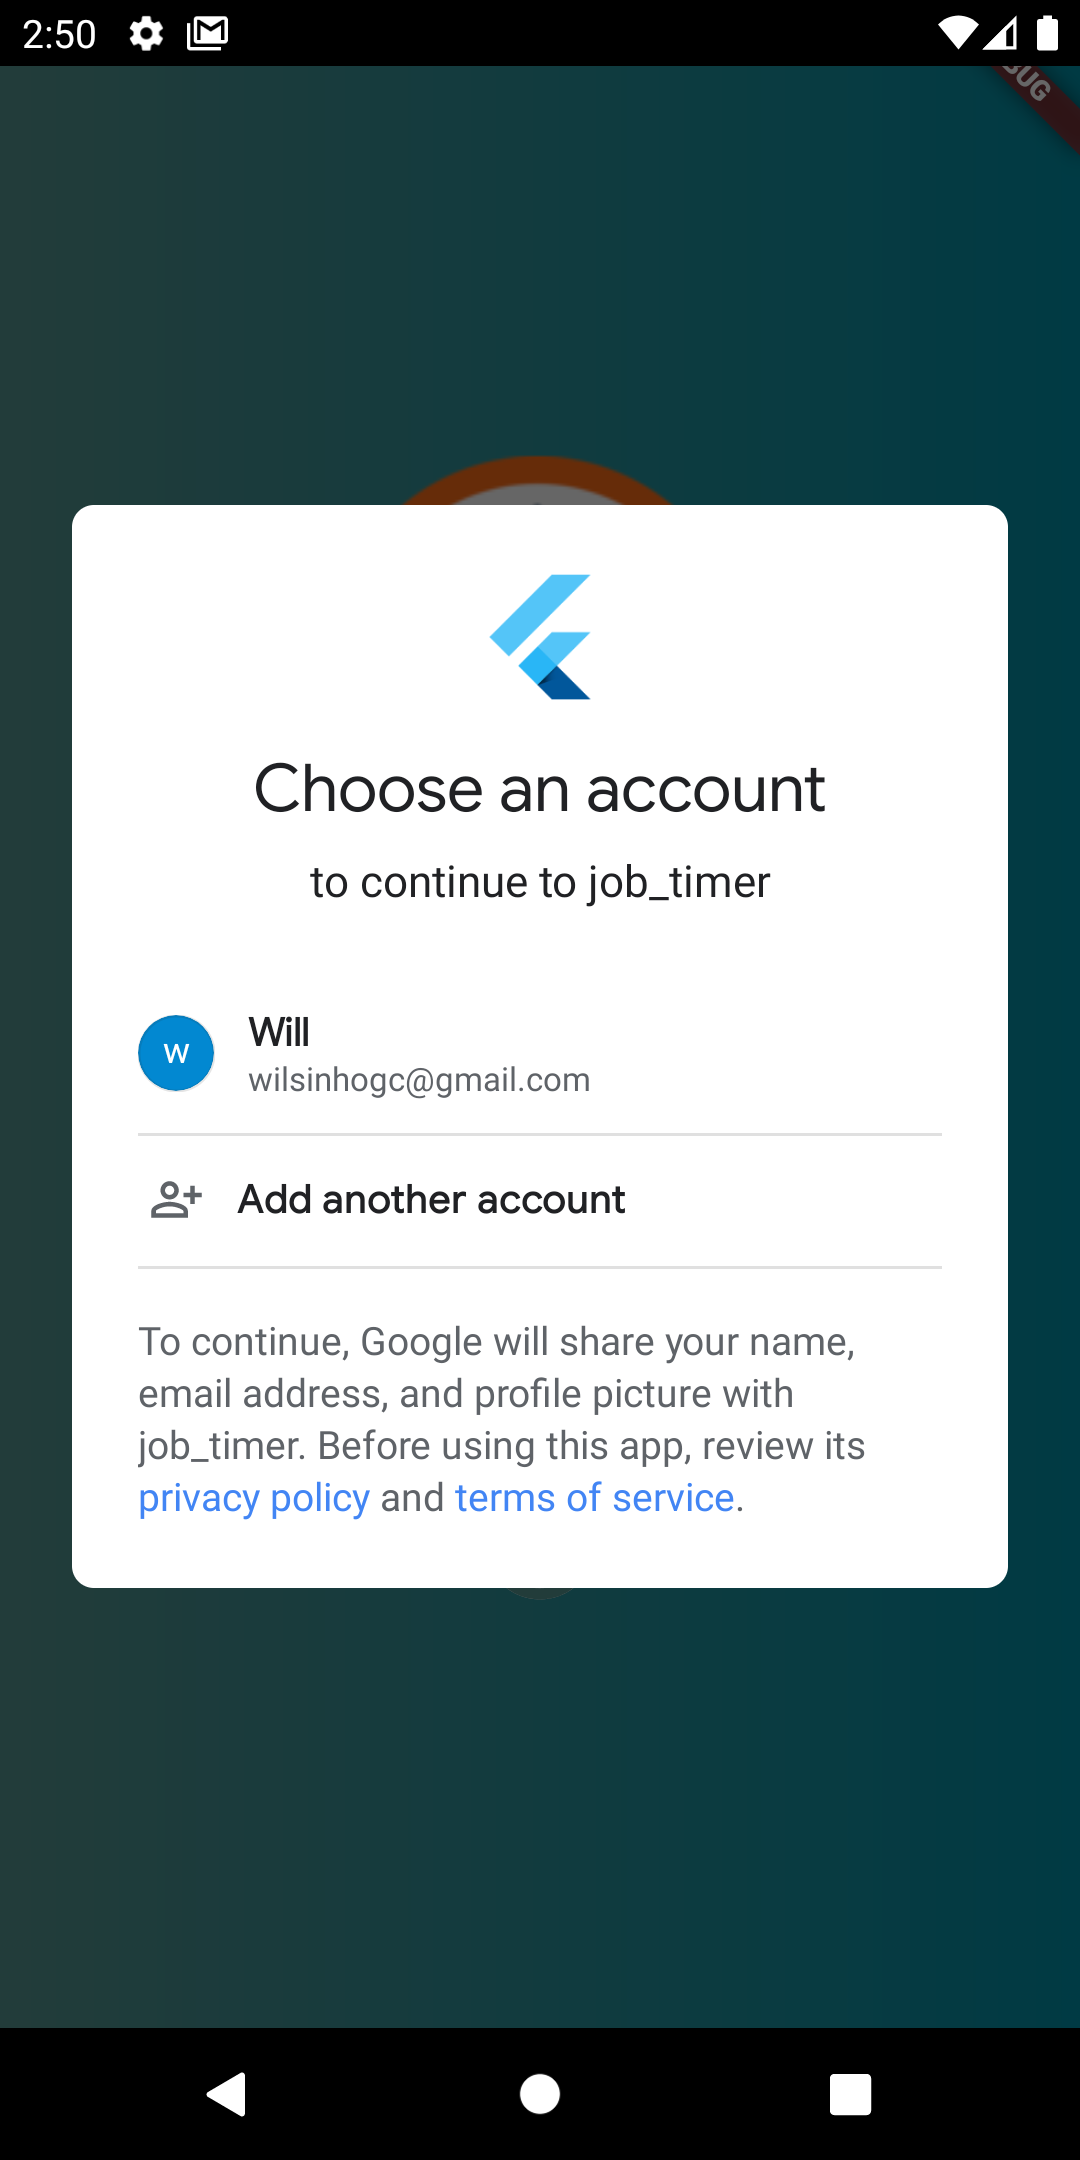 2:50
BUG
Choose an account
to continue to job_timer
W
Will
wilsinhogc@gmail.com
Add another account
To continue, Google will share your name,
email address, and profile picture with
job_timer. Before using this app, review its
privacy policy and terms of service.